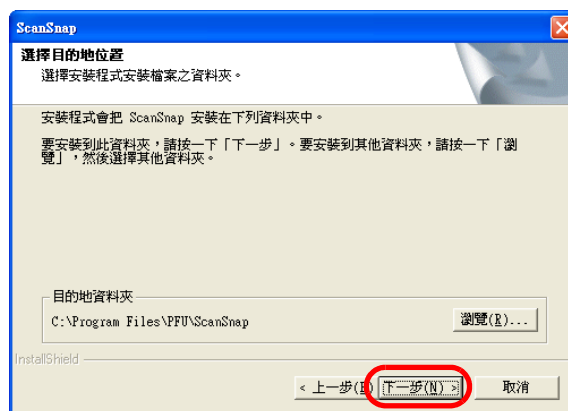 ScanSnap
選擇目的地位置
選擇安裝程式安裝檔案之資料夾。
安裝程式會把 ScanSnap 安裝在下列資料夾中。
要安裝到此資料夾，請按一下「下一步」。要安裝到其他資料夾，請按一下「瀏
覽」，然後選擇其他資料夾。
目的地資料夾
C:\Program Files\PFU\ScanSnap
瀏覽(R)...
InstallShield
< 上一步(B) 下一步(N) > 取消